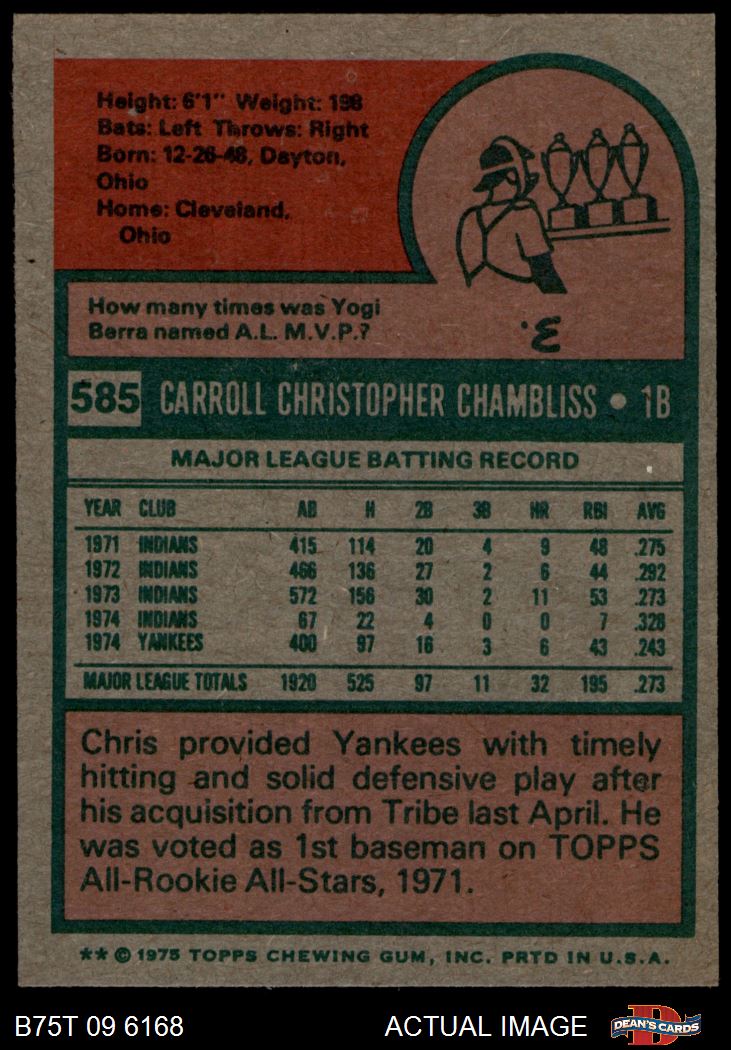 Height: 6'1" Weight: 198
Bats: Left Throws: Right
Born: 12-26-48, Dayton,
Ohio
Home: Cleveland,
Ohio
How many times was Yogi
Berra named A.L. M.V.P.?
3.
585 CARROLL CHRISTOPHER CHAMBLISS • 1B
MAJOR LEAGUE BATTING RECORD
YEAR CLUB AB H 2B 3B HR RBI AVG
1971 INDIANS 415 114 20 4 9 48 .275
1972 INDIANS 466 136 27 2 6 44 .292
1973 INDIANS 572 156 30 2 11 53 .273
1974 INDIANS 67 22 4 0 0 7 .328
1974 YANKEES 400 97 16 3 6 43 .243
MAJOR LEAGUE TOTALS 1920 525 97 11 32 195 .273
Chris provided Yankees with timely
hitting and solid defensive play after
his acquisition from Tribe last April. He
was voted as 1st baseman on TOPPS
All-Rookie All-Stars, 1971.
** © 1975 TOPPS CHEWING GUM, INC. PRTD IN U.S.A.
B75T 09 6168 ACTUAL IMAGE D DEAN'S CARDS